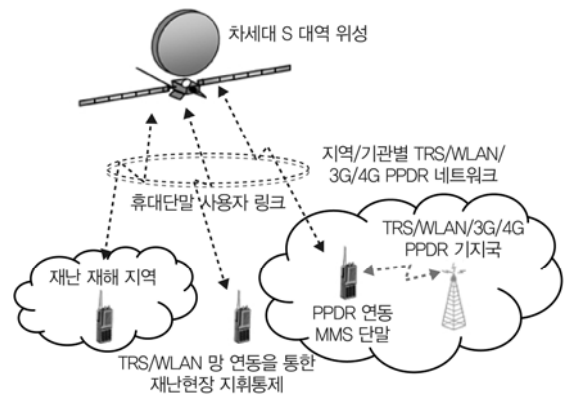 차세대 S 대역 위성
지역/기관별 TRS/WLAN/
3G/4G PPDR 네트워크
휴대단말 사용자 링크
TRS/WLAN/3G/4G
PPDR 기지국
재난 재해 지역
PPDR 연동
MMS 단말
TRS/WLAN 망 연동을 통한
재난현장 지휘통제